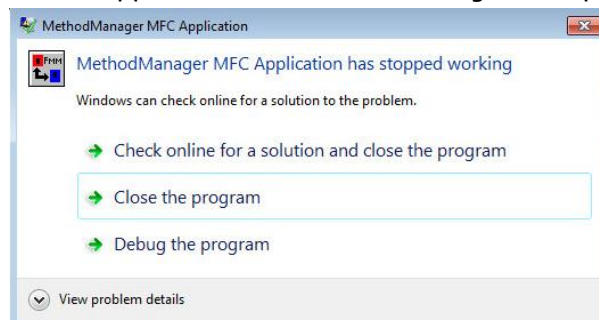 MethodManager MFC Application
FMM
MethodManager MFC Application has stopped working
Windows can check online for a solution to the problem.
Check online for a solution and close the program
Close the program
Debug the program
View problem details